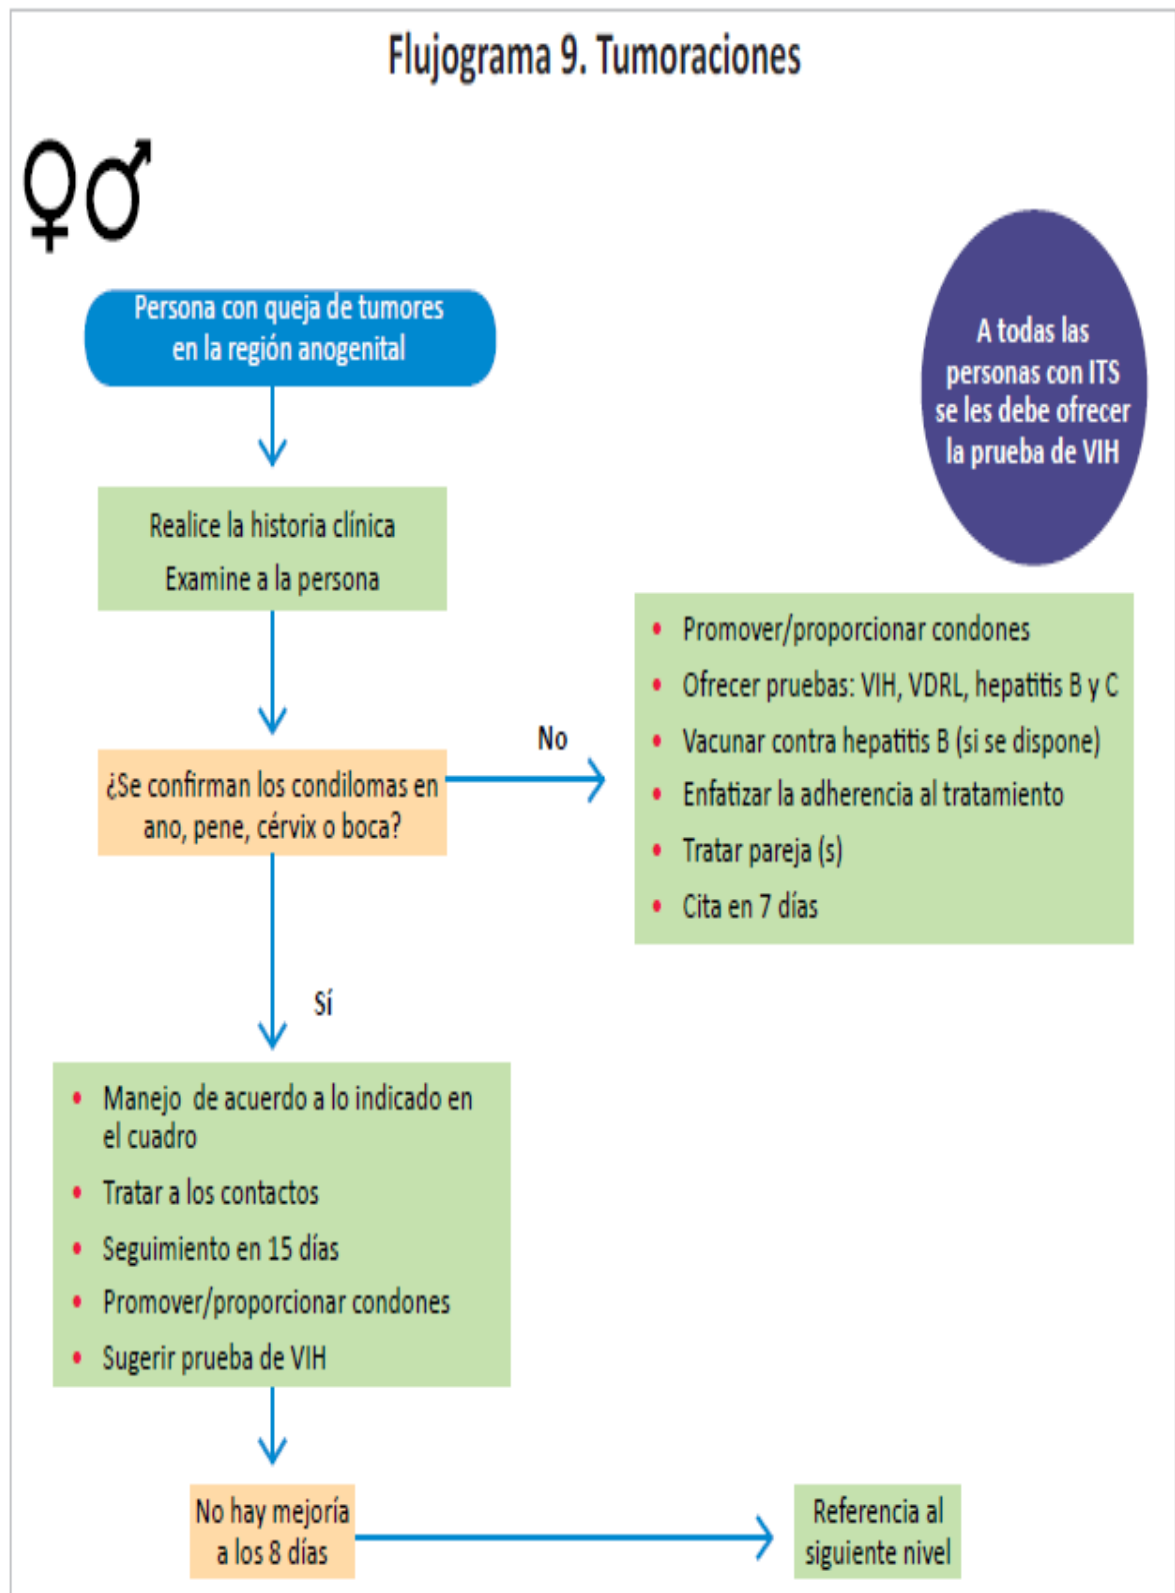 Flujograma 9. Tumoraciones
Persona con queja de tumores
en la región anogenital
A todas las
personas con ITS
se les debe ofrecer
la prueba de VIH
Realice la historia clínica
Examine a la persona
¿Se confirman los condilomas en
ano, pene, cérvix o boca?
No
• Promover/proporcionar condones
• Ofrecer pruebas: VIH, VDRL, hepatitis B y C
• Vacunar contra hepatitis B (si se dispone)
• Enfatizar la adherencia al tratamiento
• Tratar pareja (s)
• Cita en 7 días
Sí
• Manejo de acuerdo a lo indicado en
el cuadro
• Tratar a los contactos
• Seguimiento en 15 días
• Promover/proporcionar condones
• Sugerir prueba de VIH
No hay mejoría
a los 8 días
Referencia al
siguiente nivel